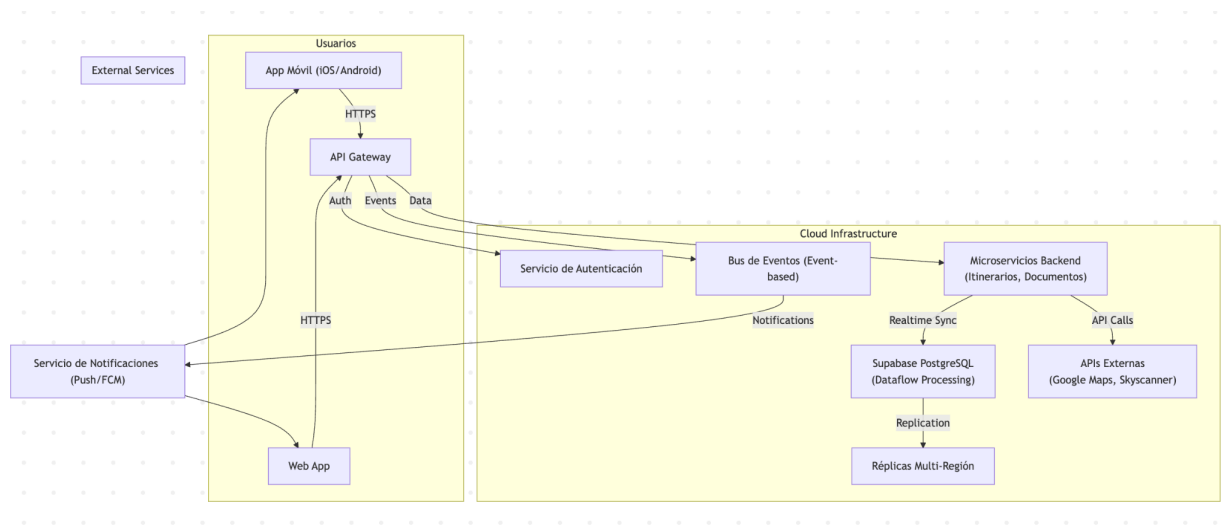 Usuarios
External Services
App Móvil (iOS/Android)
HTTPS
API Gateway
Auth
Events
Data
Cloud Infrastructure
Servicio de Autenticación
Bus de Eventos (Event-
based)
Microservicios Backend
(Itinerarios, Documentos)
HTTPS
Notifications
Realtime Sync
API Calls
Servicio de Notificaciones
(Push/FCM)
Supabase PostgreSQL
(Dataflow Processing)
APIs Externas
(Google Maps, Skyscanner)
Replication
Web App
Réplicas Multi-Región